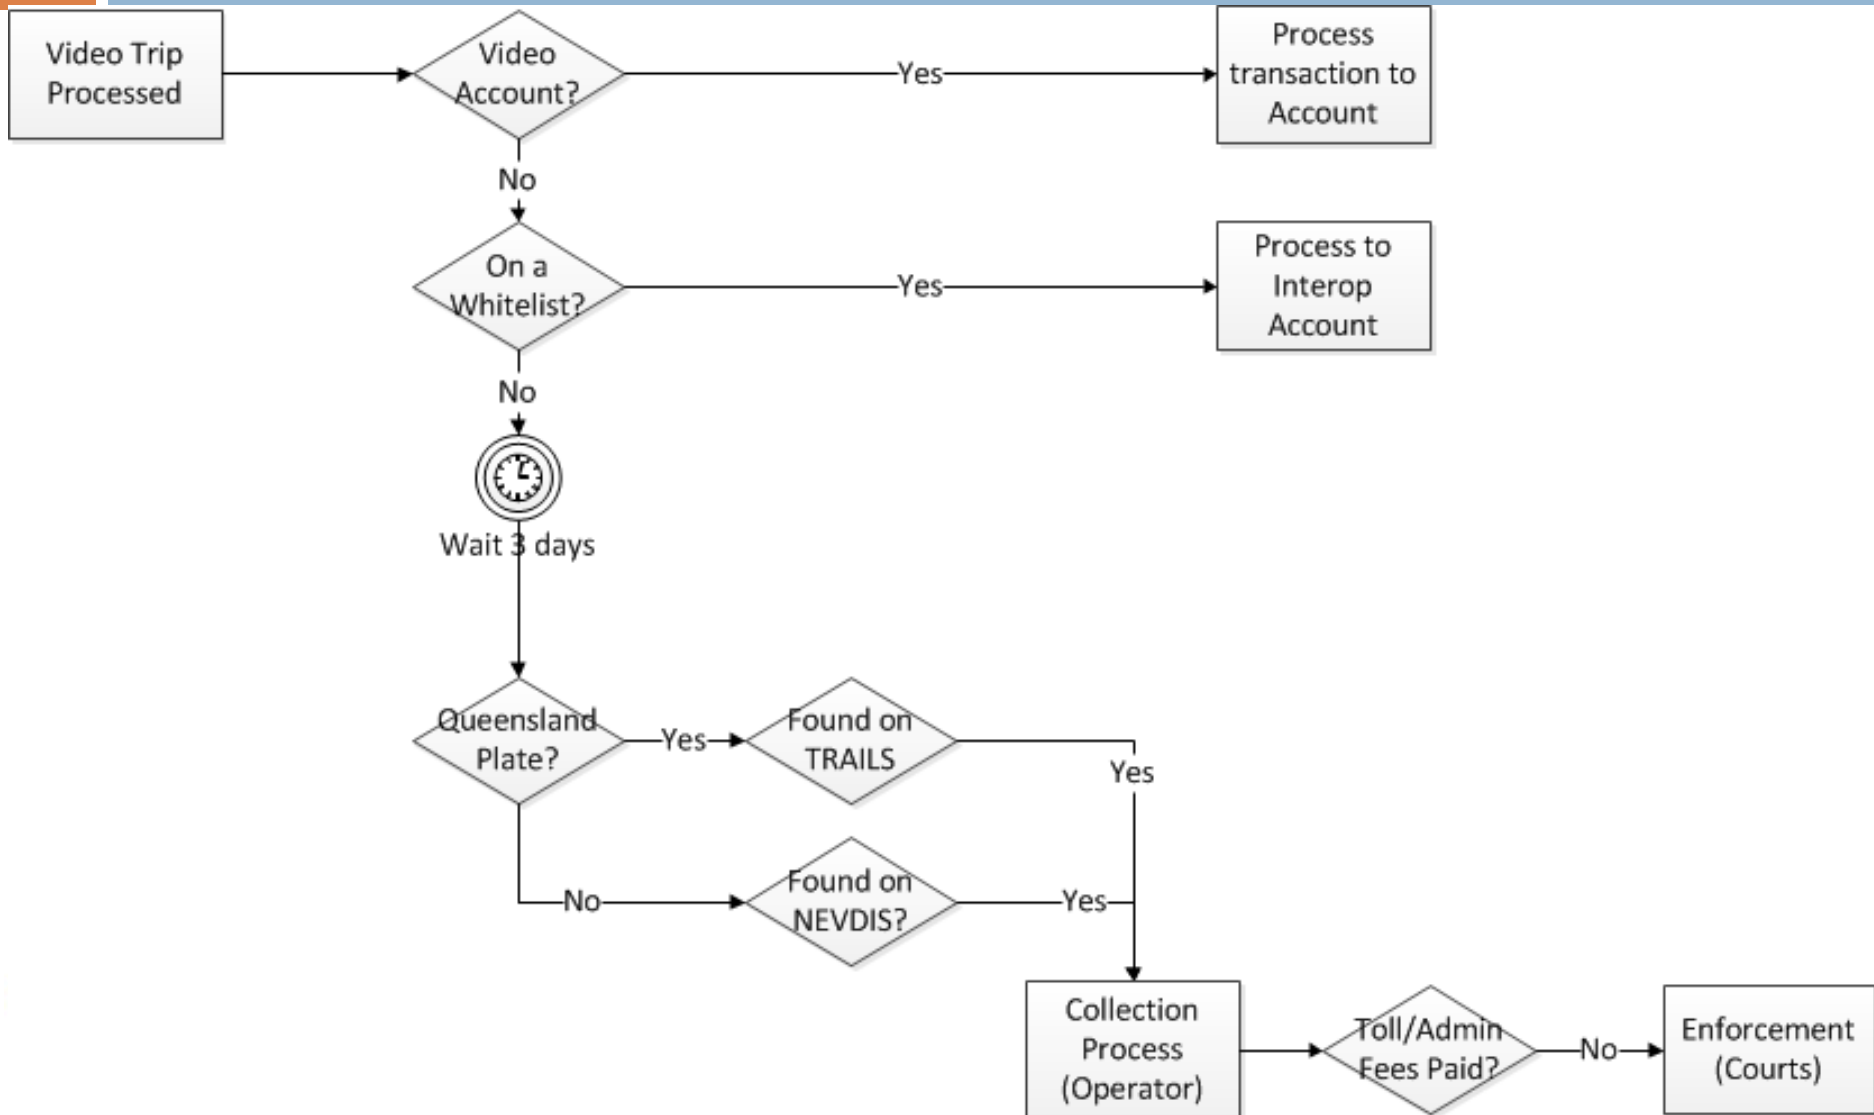 Video Trip
Processed
Video
Account?
Yes
Process
transaction to
Account
No
On a
Whitelist?
Yes
Process to
Interop
Account
No
Wait 3 days
Queensland
Plate?
Yes
Found on
TRAILS
Yes
No
Found on
NEVDIS?
Yes
Collection
Process
(Operator)
Toll/Admin
Fees Paid?
No
Enforcement
(Courts)